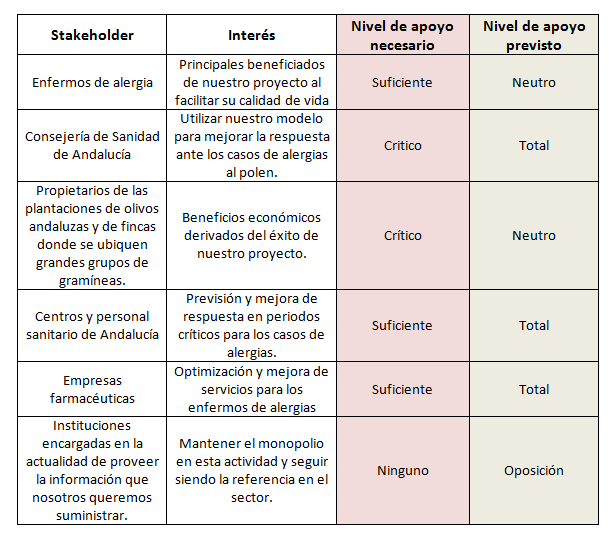 Stakeholder
Interés
Nivel de apoyo
necesario
Nivel de apoyo
previsto
Enfermos de alergia
Principales beneficiados
de nuestro proyecto al
facilitar su calidad de vida
Suficiente
Neutro
Consejería de Sanidad
de Andalucía
Utilizar nuestro modelo
para mejorar la respuesta
ante los casos de alergias
al polen.
Critico
Total
Propietarios de las
plantaciones de olivos
andaluzas y de fincas
donde se ubiquen
grandes grupos de
gramíneas.
Beneficios económicos
derivados del éxito de
nuestro proyecto.
Crítico
Neutro
Centros y personal
sanitario de Andalucía
Previsión y mejora de
respuesta en periodos
críticos para los casos de
alergias.
Suficiente
Total
Empresas
farmacéuticas
Optimización y mejora de
servicios para los
enfermos de alergias
Suficiente
Total
Instituciones
encargadas en la
actualidad de proveer
la información que
nosotros queremos
suministrar.
Mantener el monopolio
en esta actividad y seguir
siendo la referencia en el
sector.
Ninguno
Oposición